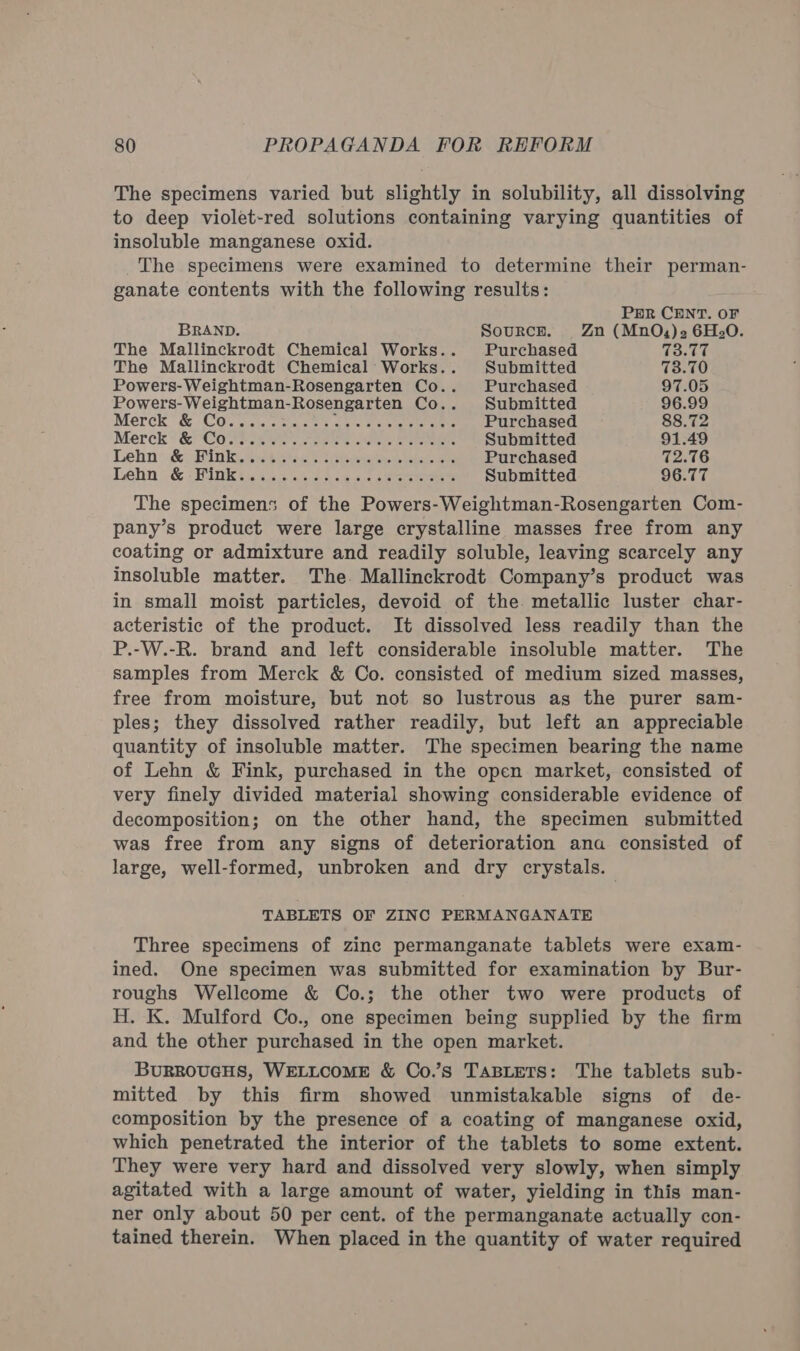 80 PROPAGANDA FOR REFORM
The specimens varied but slightly in solubility, all dissolving
to deep violet-red solutions containing varying quantities of
insoluble manganese oxid.
The specimens were examined to determine their perman-
ganate contents with the following results:
PER CENT. OF
BRAND. SOURCE. Zn (MnO₄)₂ 6H₂O.
The Mallinckrodt Chemical Works.. Purchased 73.77
The Mallinckrodt Chemical Works.. Submitted 73.70
Powers-Weightman-Rosengarten Co.. Purchased 97.05
Powers-Weightman-Rosengarten Co.. Submitted 96.99
Merck & Co........................ Purchased 88.72
Merck & Co........................ Submitted 91.49
Lehn & Fink....................... Purchased 72.76
Lehn & Fink....................... Submitted 96.77
The specimens of the Powers-Weightman-Rosengarten Com-
pany's product were large crystalline masses free from any
coating or admixture and readily soluble, leaving scarcely any
insoluble matter. The Mallinckrodt Company's product was
in small moist particles, devoid of the metallic luster char-
acteristic of the product. It dissolved less readily than the
P.-W.-R. brand and left considerable insoluble matter. The
samples from Merck & Co. consisted of medium sized masses,
free from moisture, but not so lustrous as the purer sam-
ples; they dissolved rather readily, but left an appreciable
quantity of insoluble matter. The specimen bearing the name
of Lehn & Fink, purchased in the open market, consisted of
very finely divided material showing considerable evidence of
decomposition; on the other hand, the specimen submitted
was free from any signs of deterioration and consisted of
large, well-formed, unbroken and dry crystals.
TABLETS OF ZINC PERMANGANATE
Three specimens of zinc permanganate tablets were exam-
ined. One specimen was submitted for examination by Bur-
roughs Wellcome & Co.; the other two were products of
H. K. Mulford Co., one specimen being supplied by the firm
and the other purchased in the open market.
BURROUGHS, WELLCOME & CO.'S TABLETS: The tablets sub-
mitted by this firm showed unmistakable signs of de-
composition by the presence of a coating of manganese oxid,
which penetrated the interior of the tablets to some extent.
They were very hard and dissolved very slowly, when simply
agitated with a large amount of water, yielding in this man-
ner only about 50 per cent. of the permanganate actually con-
tained therein. When placed in the quantity of water required